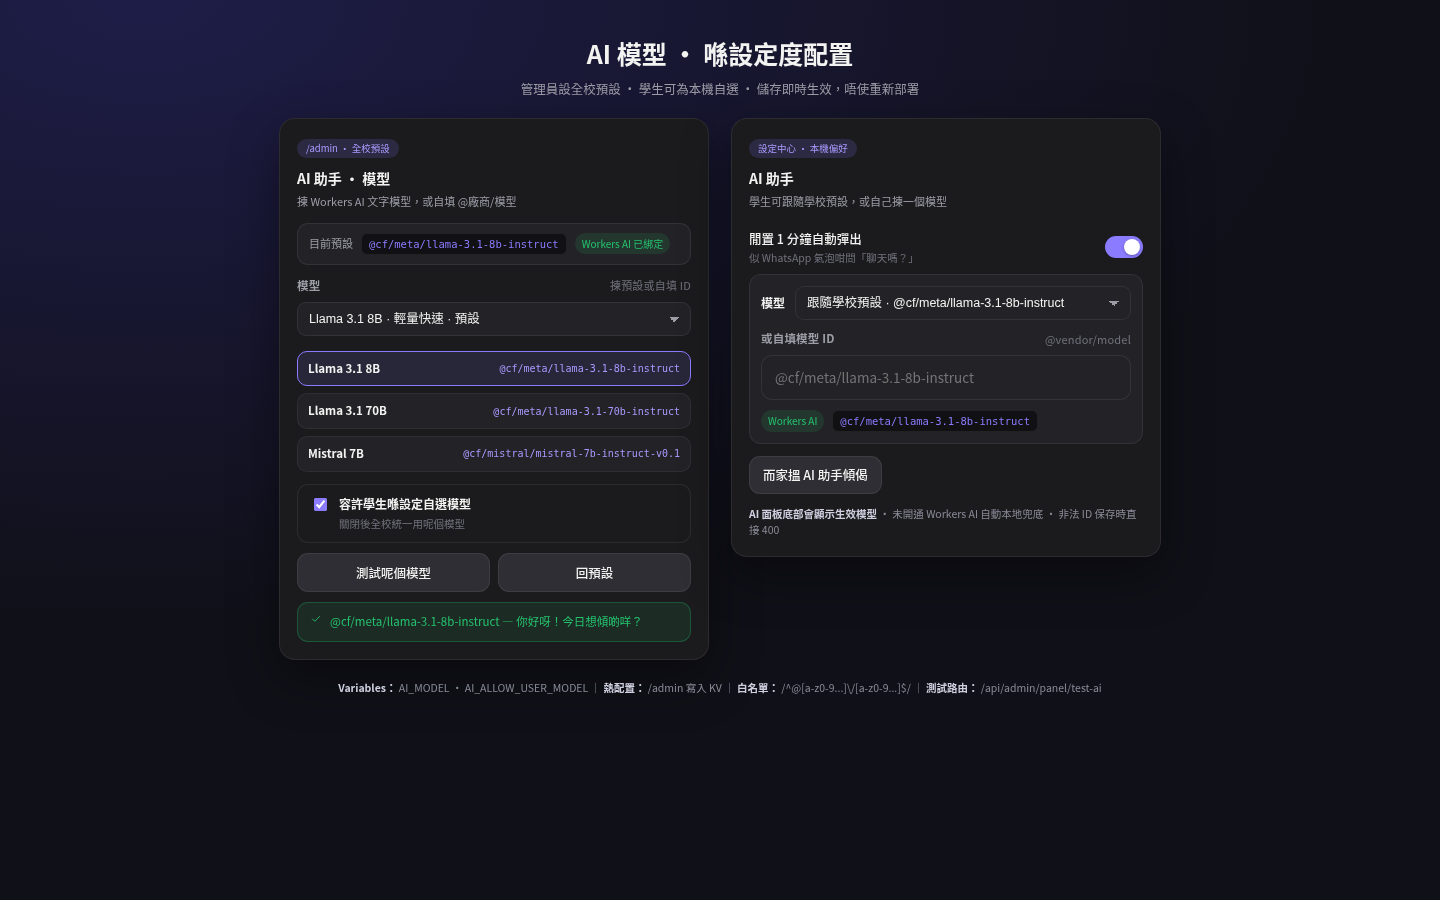 AI 模型 · 喺設定度配置
管理員設全校預設 · 學生可為本機自選 · 儲存即時生效，唔使重新部署
/admin · 全校預設
AI 助手 · 模型
揀 Workers AI 文字模型，或自填 @廠商/模型
目前預設 @cf/meta/llama-3.1-8b-instruct Workers AI 已綁定
模型 揀預設或自填 ID
Llama 3.1 8B · 輕量快速 · 預設
Llama 3.1 8B @cf/meta/llama-3.1-8b-instruct
Llama 3.1 70B @cf/meta/llama-3.1-70b-instruct
Mistral 7B @cf/mistral/mistral-7b-instruct-v0.1
容許學生喺設定自選模型
關閉後全校統一用呢個模型
測試呢個模型 回預設
✓ @cf/meta/llama-3.1-8b-instruct — 你好呀！今日想傾啲咩？
設定中心 · 本機偏好
AI 助手
學生可跟隨學校預設，或自己揀一個模型
閒置 1 分鐘自動彈出
似 WhatsApp 氣泡咁問「聊天嗎？」
模型 跟隨學校預設 · @cf/meta/llama-3.1-8b-instruct
或自填模型 ID @vendor/model
@cf/meta/llama-3.1-8b-instruct
Workers AI @cf/meta/llama-3.1-8b-instruct
而家搵 AI 助手傾偈
AI 面板底部會顯示生效模型 · 未開通 Workers AI 自動本地兜底 · 非法 ID 保存時直
接 400
Variables： AI_MODEL · AI_ALLOW_USER_MODEL | 熱配置： /admin 寫入 KV | 白名單： /^@[a-z0-9...]\/[a-z0-9...]$/ | 測試路由： /api/admin/panel/test-ai